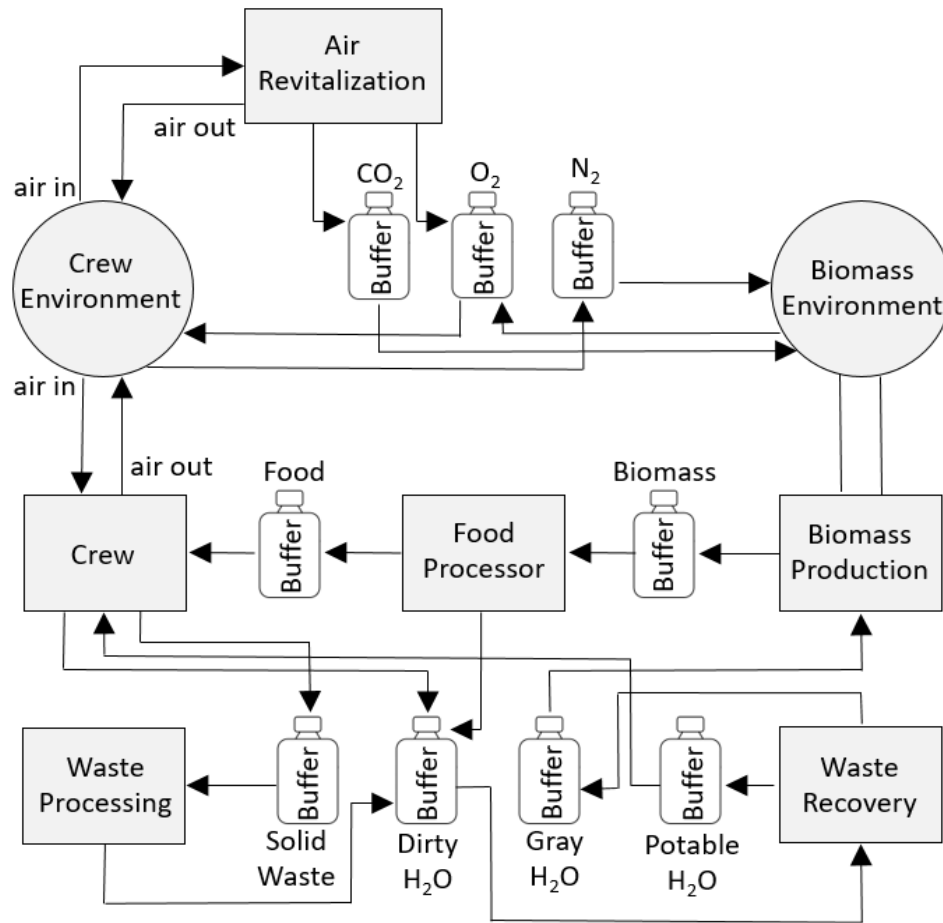 Air
Revitalization
air out
air in
CO₂
O₂
N₂
Buffer
Buffer
Buffer
Crew
Environment
Biomass
Environment
air in
air out
Food
Biomass
Crew
Buffer
Food
Processor
Buffer
Biomass
Production
Waste
Processing
Buffer
Buffer
Buffer
Buffer
Waste
Recovery
Solid
Waste
Dirty
H₂O
Gray
H₂O
Potable
H₂O